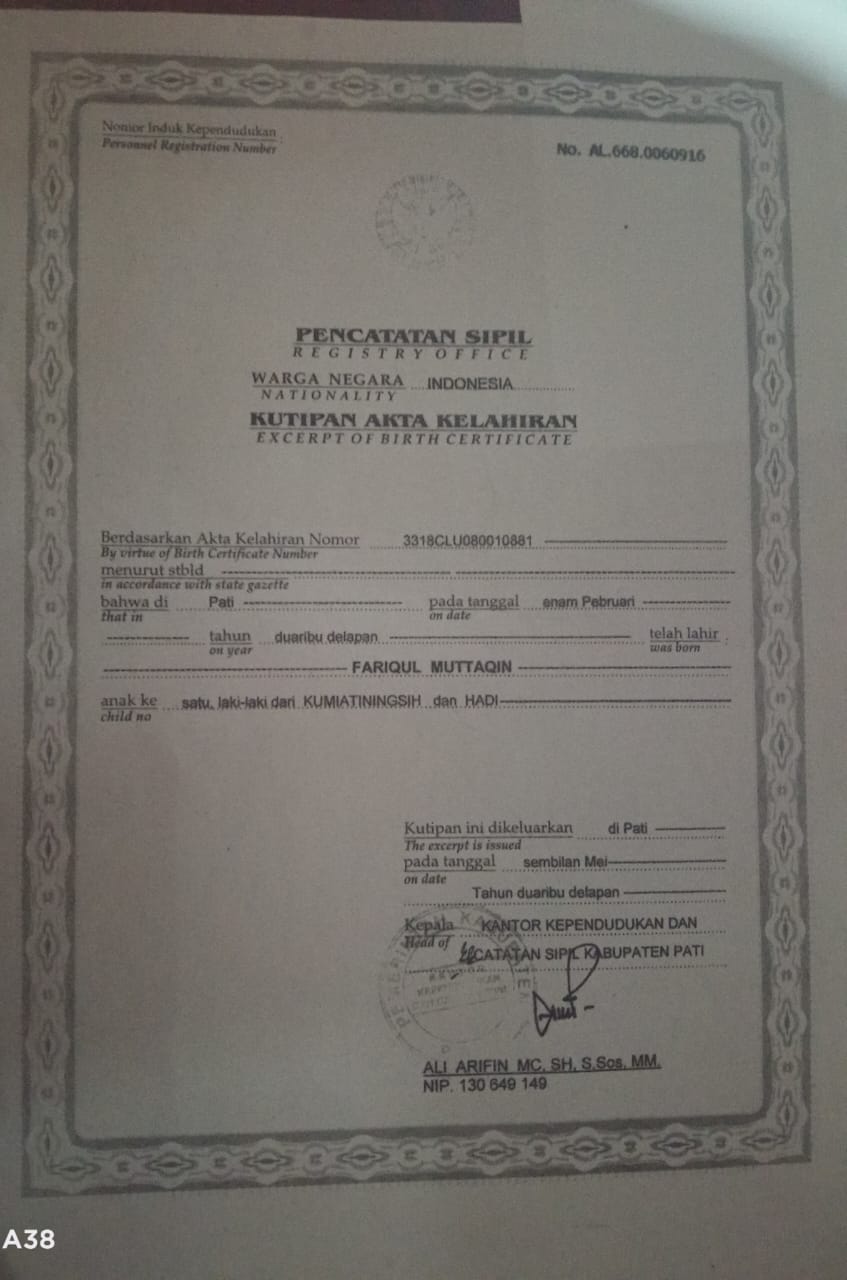 Nomor Induk Kependudukan :
Personnel Registration Number
No. AL.668.0060916
PENCATATAN SIPIL
REGISTRY OFFICE
WARGA NEGARA INDONESIA
NATIONALITY
KUTIPAN AKTA KELAHIRAN
EXCERPT OF BIRTH CERTIFICATE
Berdasarkan Akta Kelahiran Nomor 3318CLU080010881
By virtue of Birth Certificate Number
menurut stbld
in accordance with state gazette
bahwa di Pati pada tanggal enam Pebruari
that in on date
tahun duaribu delapan telah lahir :
on year was born
FARIQUL MUTTAQIN
anak ke satu, laki-laki dari KUMIATININGSIH dan HADI
child no
Kutipan ini dikeluarkan di Pati
The excerpt is issued
pada tanggal sembilan Mei
on date
Tahun duaribu delapan
Kepala KANTOR KEPENDUDUKAN DAN
Head of
CATATAN SIPIL KABUPATEN PATI
ALI ARIFIN MC, SH, S.Sos, MM.
NIP. 130 649 149
A38